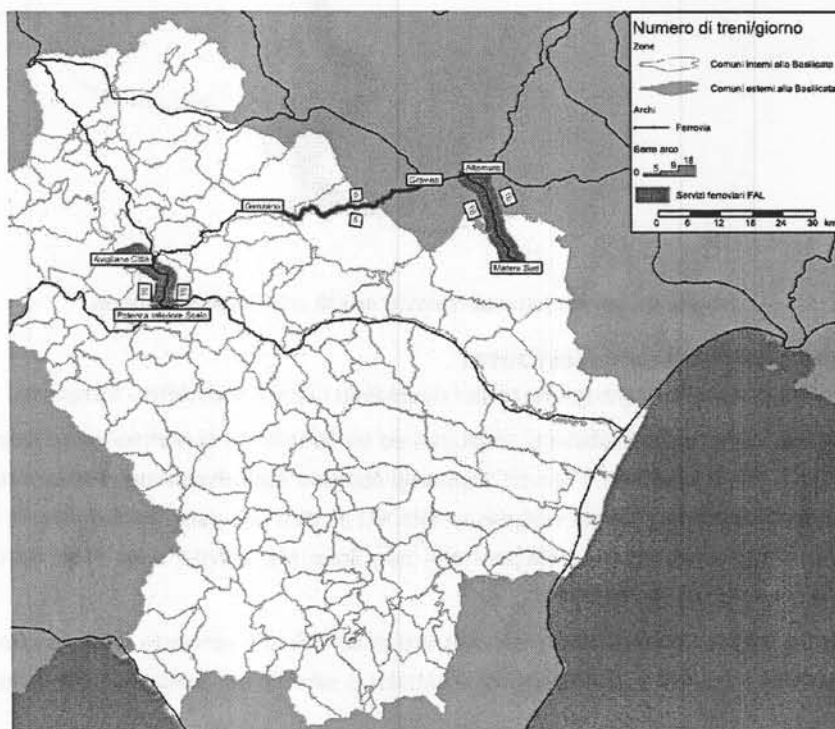 Numero di treni/giorno
Zone
Comuni interni alla Basilicata
Comuni esterni alla Basilicata
Archi
Ferrovia
Barre arco
0 5 9 18
Servizi ferroviari FAL
0 6 12 18 24 30
km
Altamura
Gravina
Genzano
5
5
Matera Sud
Avigliano Città
Potenza Inferiore Scalo